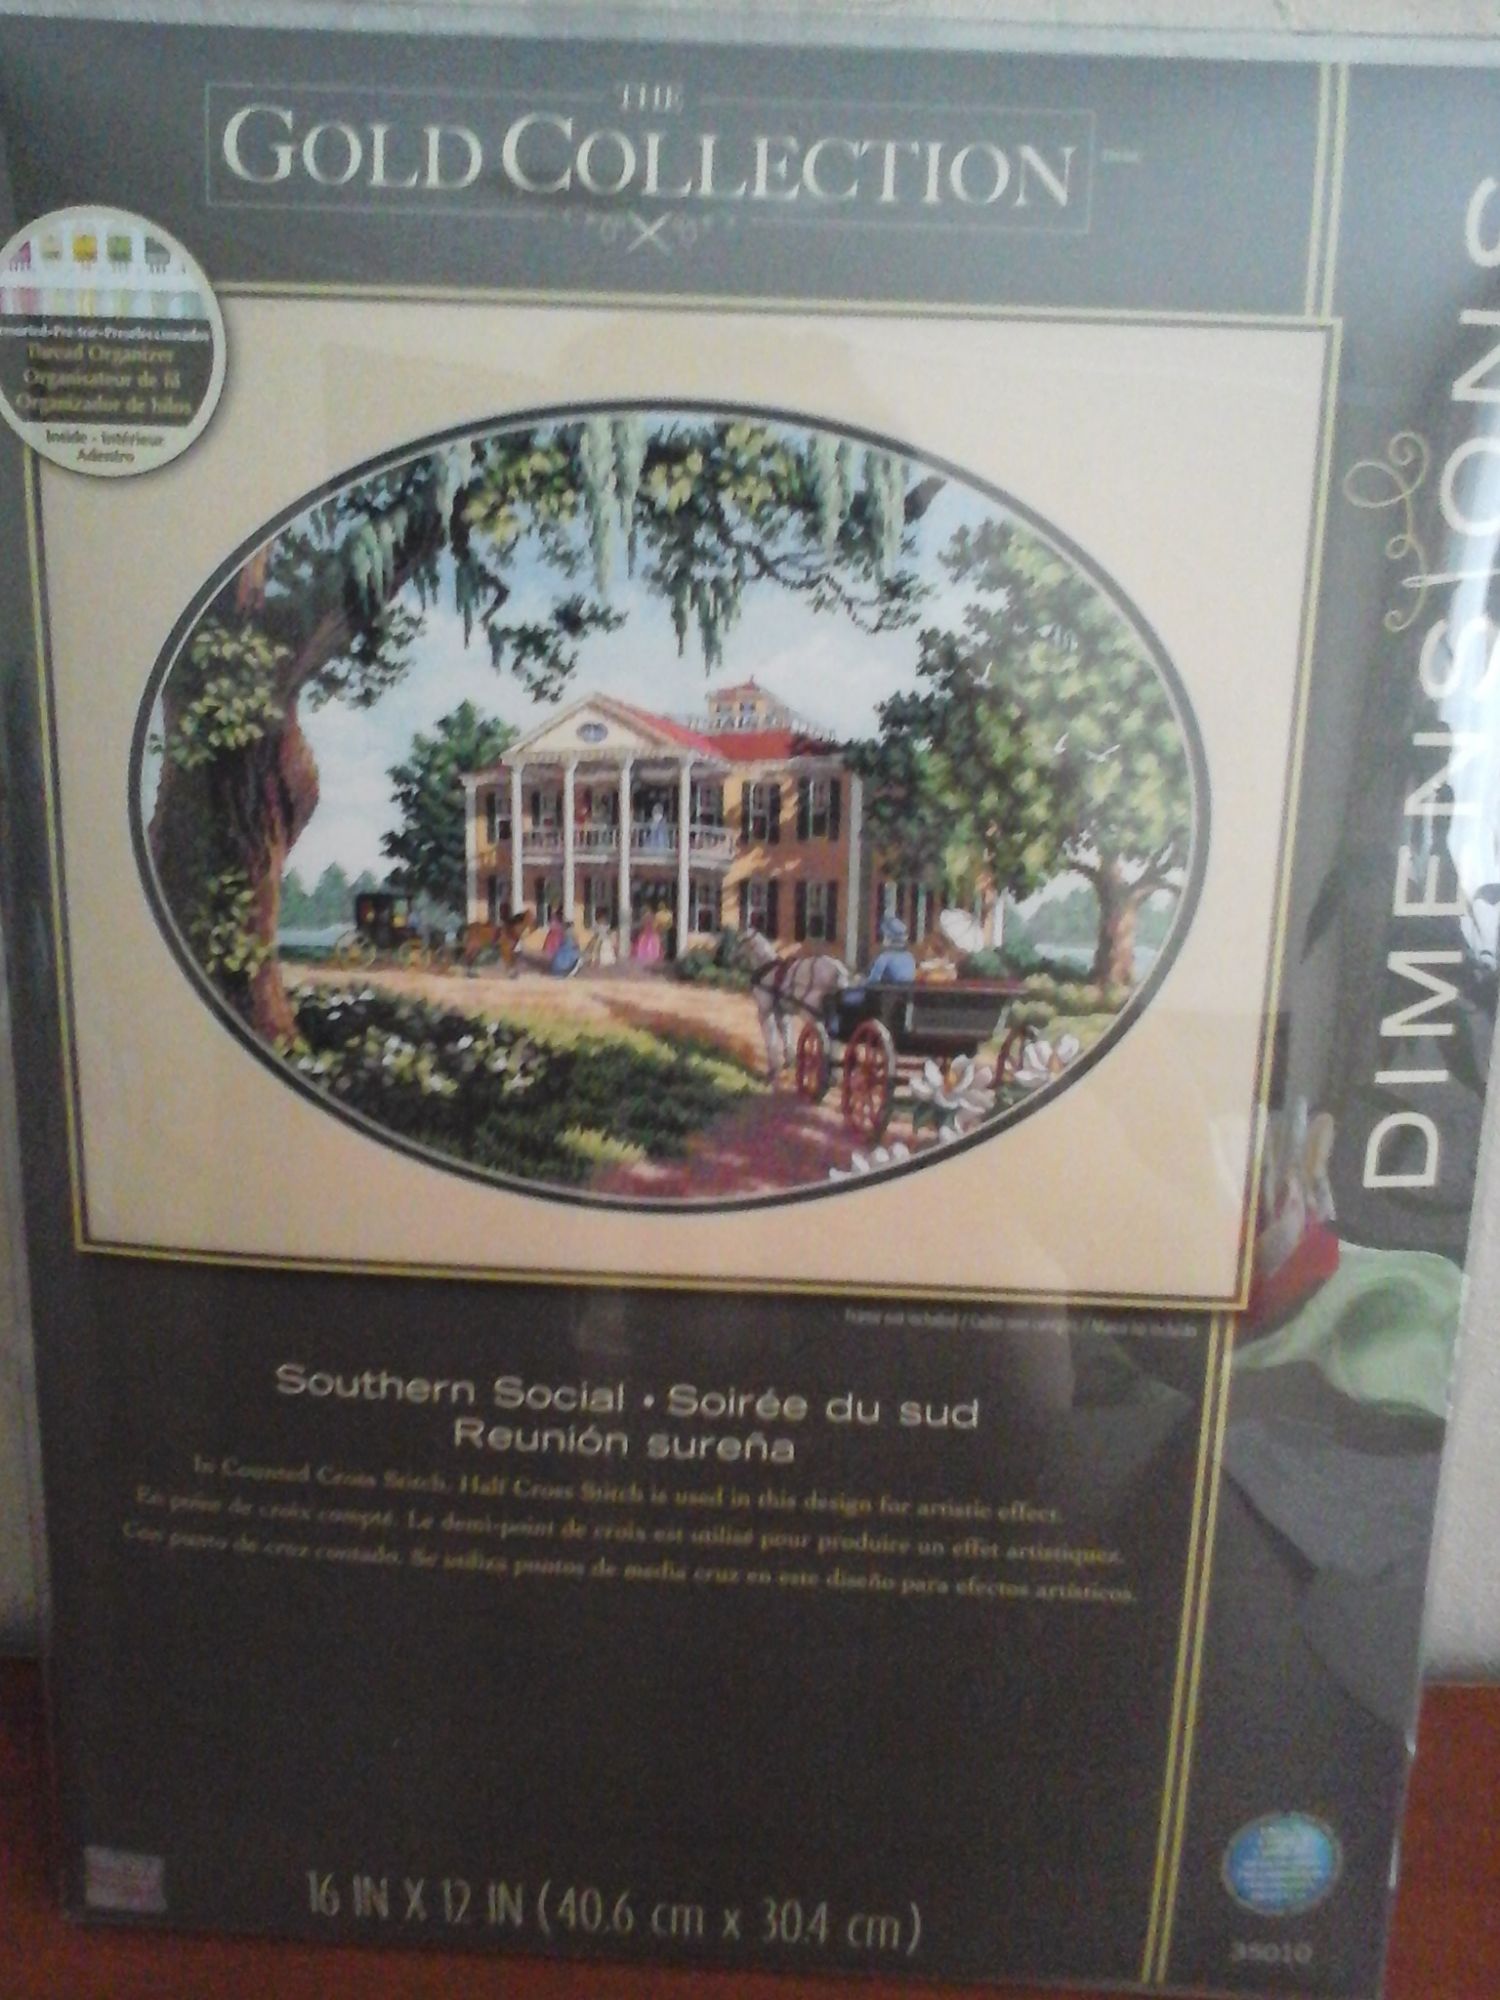 THE
GOLD COLLECTION
Thread Organizer
Organisateur de fil
Organizador de hilos
Inside - Intérieur
Adentro
DIMENSIONS
Southern Social • Soirée du sud
Reunión sureña
In Counted Cross Stitch. Half Cross Stitch is used in this design for artistic effect.
En point de croix compté. Le demi-point de croix est utilisé pour produire un effet artistique.
Con punto de cruz contado. Se utiliza puntos de media cruz en este diseño para efectos artísticos.
16 IN X 12 IN (40.6 cm x 30.4 cm)
35010